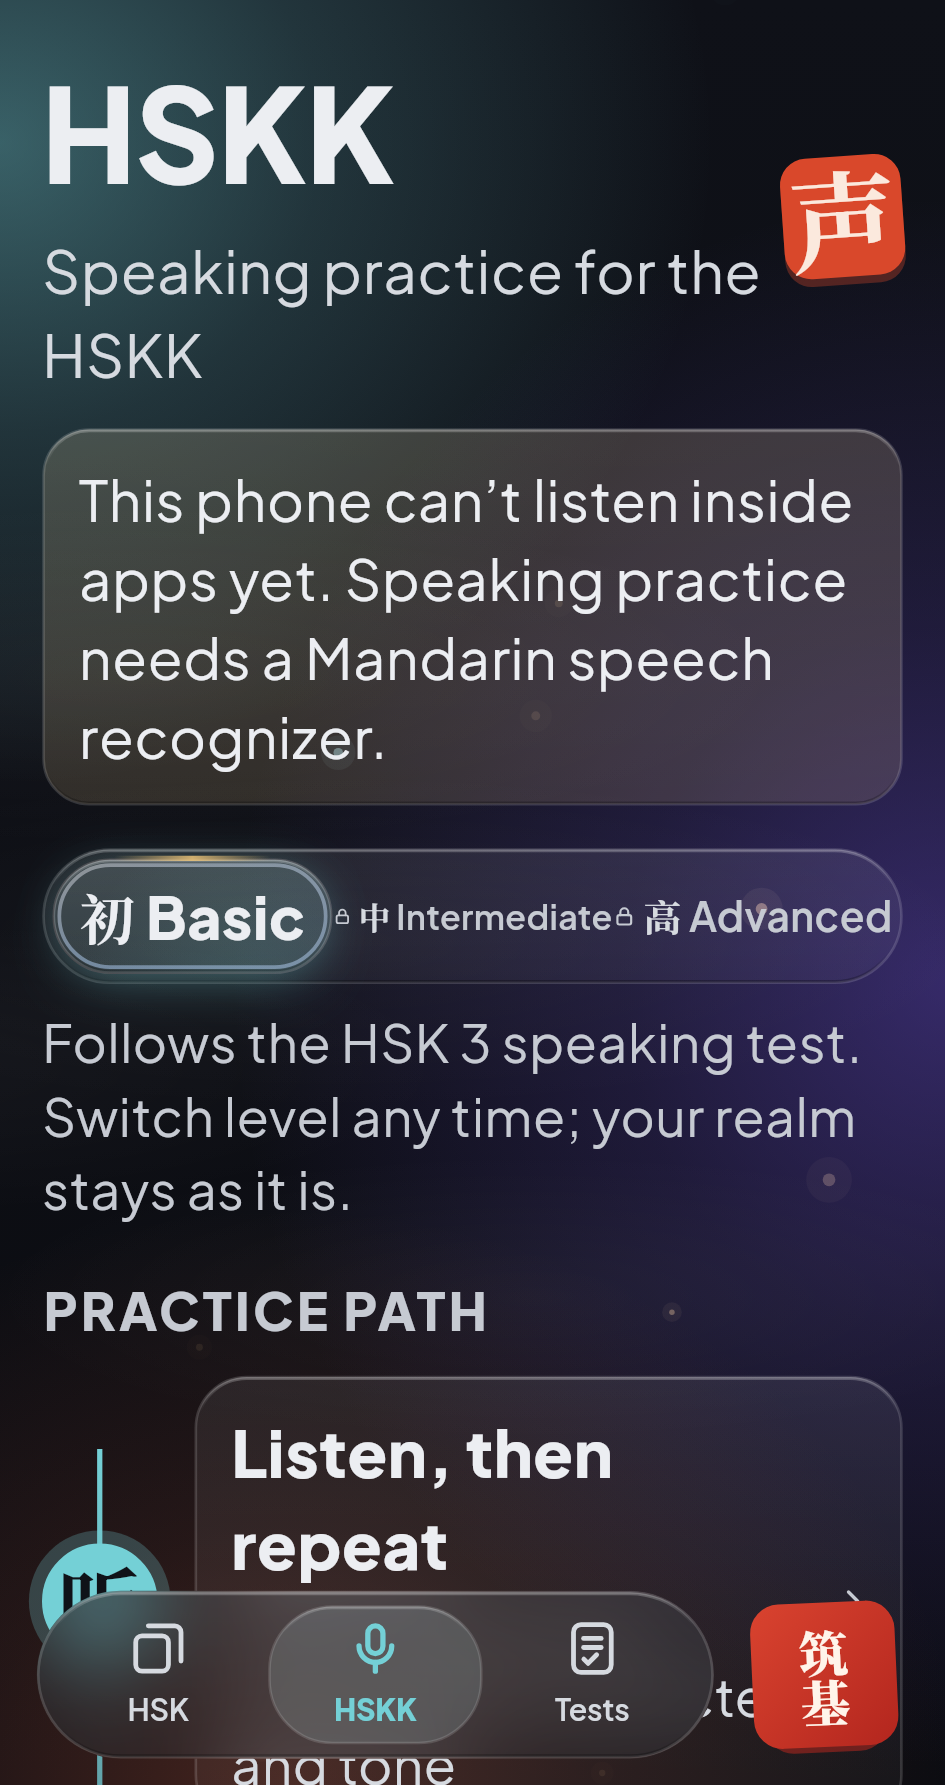 HSKK
声
Speaking practice for the
HSKK
This phone can’t listen inside
apps yet. Speaking practice
needs a Mandarin speech
recognizer.
初 Basic
中 Intermediate
高 Advanced
Follows the HSK 3 speaking test.
Switch level any time; your realm
stays as it is.
PRACTICE PATH
Listen, then
repeat
and tone
HSK
HSKK
Tests
筑
基